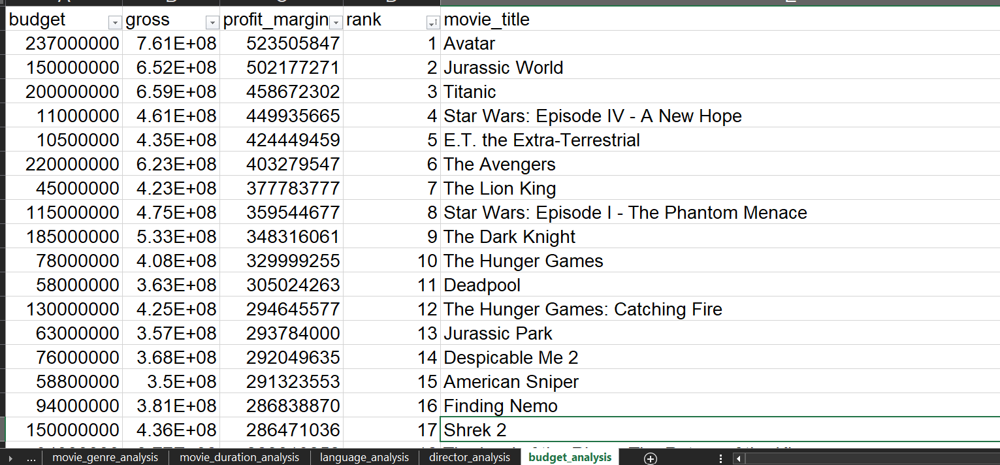 budget gross profit_margin rank movie_title
237000000 7.61E+08 523505847 1 Avatar
150000000 6.52E+08 502177271 2 Jurassic World
200000000 6.59E+08 458672302 3 Titanic
11000000 4.61E+08 449935665 4 Star Wars: Episode IV - A New Hope
10500000 4.35E+08 424449459 5 E.T. the Extra-Terrestrial
220000000 6.23E+08 403279547 6 The Avengers
45000000 4.23E+08 377783777 7 The Lion King
115000000 4.75E+08 359544677 8 Star Wars: Episode I - The Phantom Menace
185000000 5.33E+08 348316061 9 The Dark Knight
78000000 4.08E+08 329999255 10 The Hunger Games
58000000 3.63E+08 305024263 11 Deadpool
130000000 4.25E+08 294645577 12 The Hunger Games: Catching Fire
63000000 3.57E+08 293784000 13 Jurassic Park
76000000 3.68E+08 292049635 14 Despicable Me 2
58800000 3.5E+08 291323553 15 American Sniper
94000000 3.81E+08 286838870 16 Finding Nemo
150000000 4.36E+08 286471036 17 Shrek 2
... movie_genre_analysis movie_duration_analysis language_analysis director_analysis budget_analysis